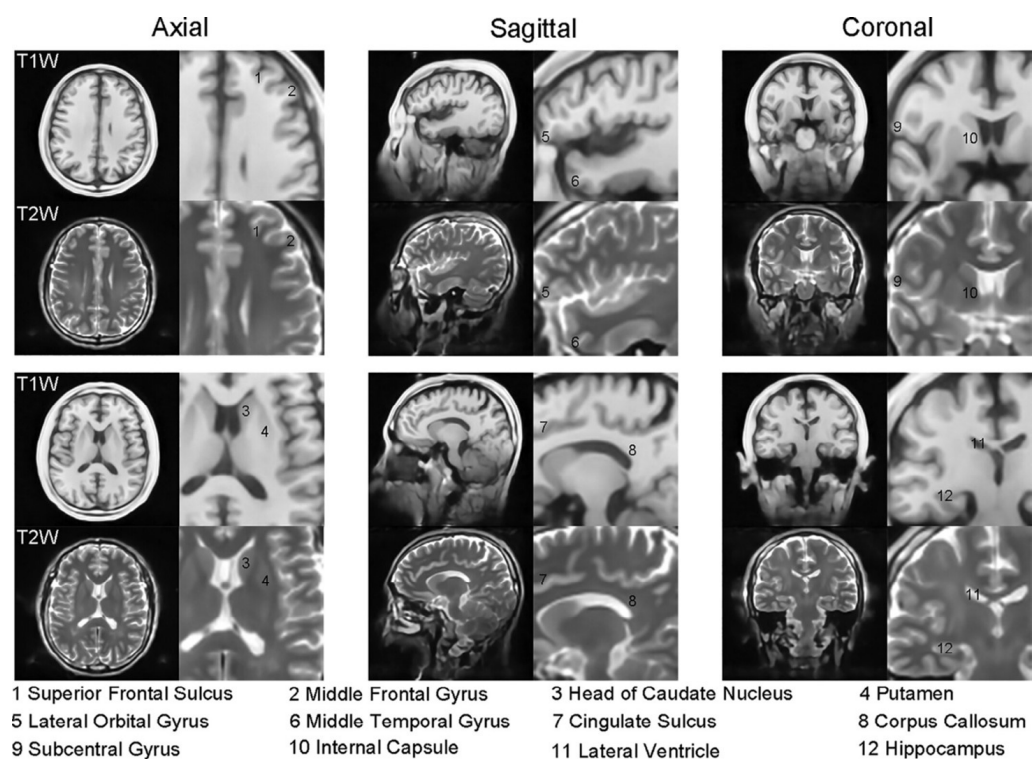 Axial Sagittal Coronal
T1W
1 2 5 6 9 10
T2W
1 2 5 6 9 10
T1W
3 4 7 8 11 12
T2W
3 4 7 8 11 12
1 Superior Frontal Sulcus 2 Middle Frontal Gyrus 3 Head of Caudate Nucleus 4 Putamen
5 Lateral Orbital Gyrus 6 Middle Temporal Gyrus 7 Cingulate Sulcus 8 Corpus Callosum
9 Subcentral Gyrus 10 Internal Capsule 11 Lateral Ventricle 12 Hippocampus